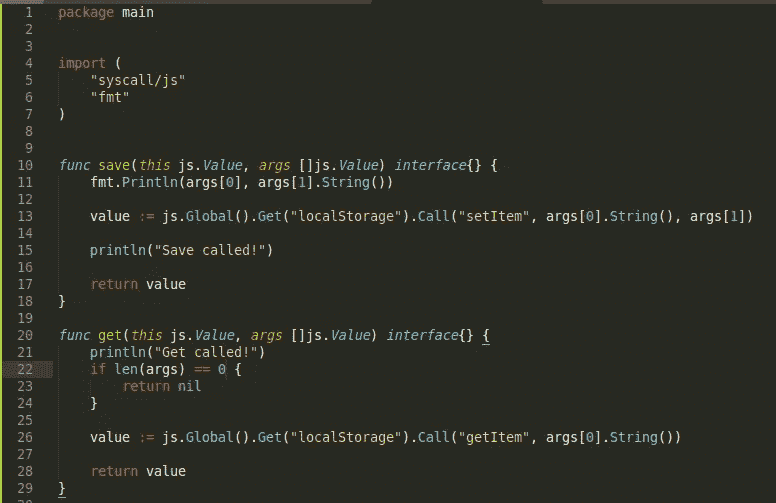 1 package main
2
3
4 import (
5 "syscall/js"
6 "fmt"
7 )
8
9
10 func save(this js.Value, args []js.Value) interface{} {
11 fmt.Println(args[0], args[1].String())
12
13 value := js.Global().Get("localStorage").Call("setItem", args[0].String(), args[1])
14
15 println("Save called!")
16
17 return value
18 }
19
20 func get(this js.Value, args []js.Value) interface{} {
21 println("Get called!")
22 if len(args) == 0 {
23 return nil
24 }
25
26 value := js.Global().Get("localStorage").Call("getItem", args[0].String())
27
28 return value
29 }